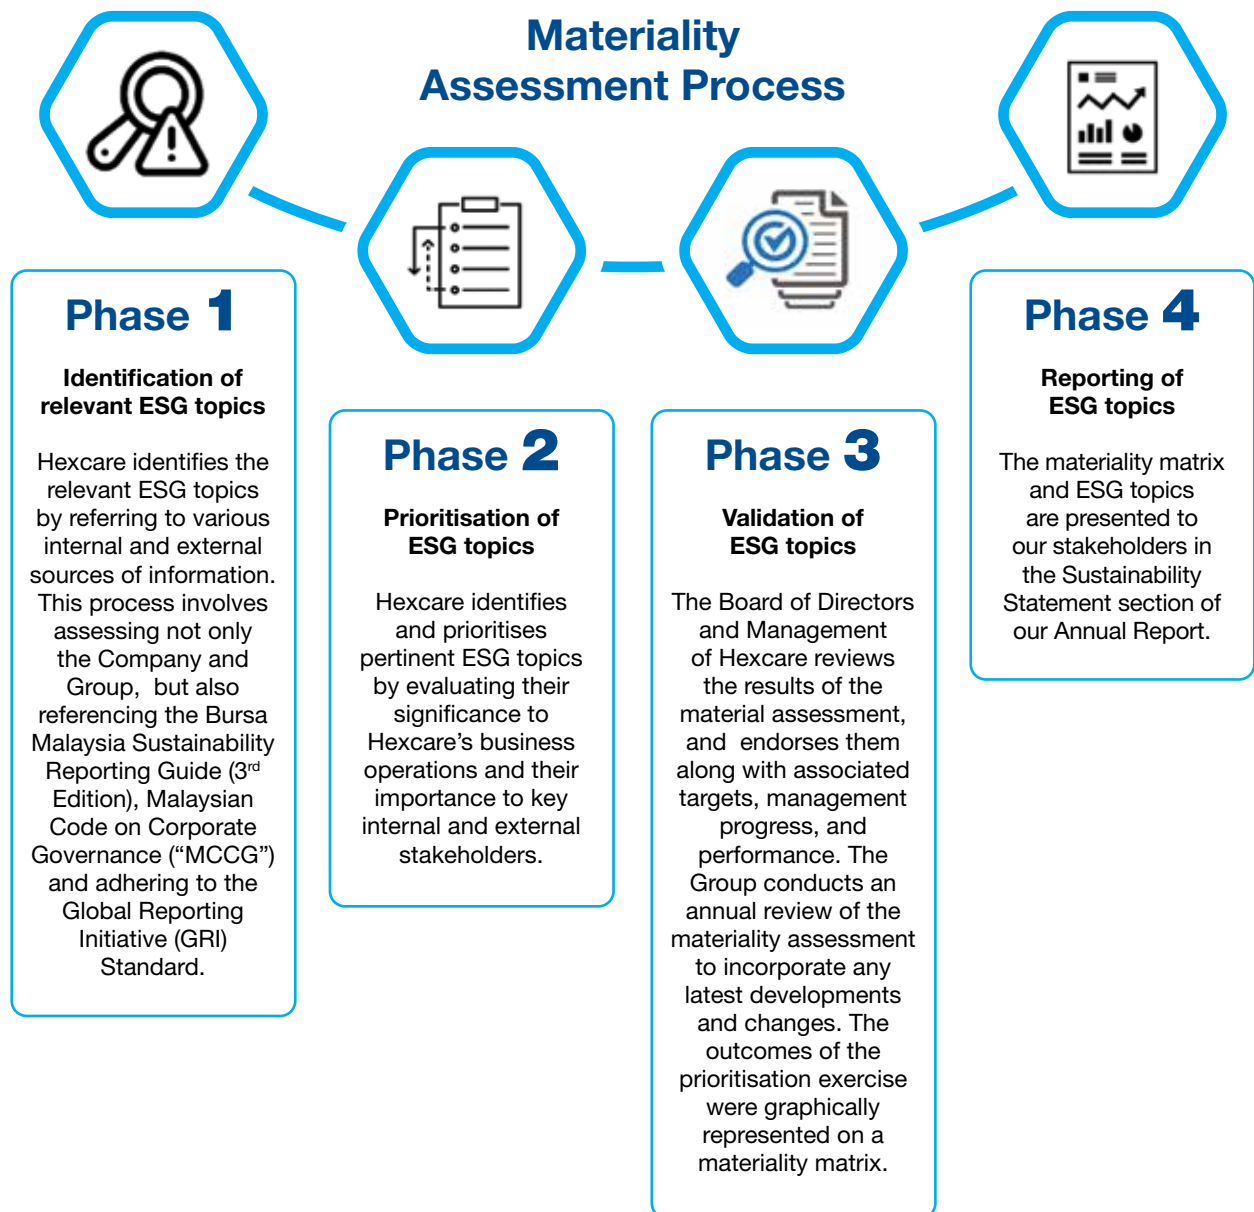 Materiality
Assessment Process
Phase 1
Identification of
relevant ESG topics
Hexcare identifies the
relevant ESG topics
by referring to various
internal and external
sources of information.
This process involves
assessing not only
the Company and
Group, but also
referencing the Bursa
Malaysia Sustainability
Reporting Guide (3rd
Edition), Malaysian
Code on Corporate
Governance (“MCCG”)
and adhering to the
Global Reporting
Initiative (GRI)
Standard.
Phase 2
Prioritisation of
ESG topics
Hexcare identifies
and prioritises
pertinent ESG topics
by evaluating their
significance to
Hexcare’s business
operations and their
importance to key
internal and external
stakeholders.
Phase 3
Validation of
ESG topics
The Board of Directors
and Management
of Hexcare reviews
the results of the
material assessment,
and endorses them
along with associated
targets, management
progress, and
performance. The
Group conducts an
annual review of the
materiality assessment
to incorporate any
latest developments
and changes. The
outcomes of the
prioritisation exercise
were graphically
represented on a
materiality matrix.
Phase 4
Reporting of
ESG topics
The materiality matrix
and ESG topics
are presented to
our stakeholders in
the Sustainability
Statement section of
our Annual Report.